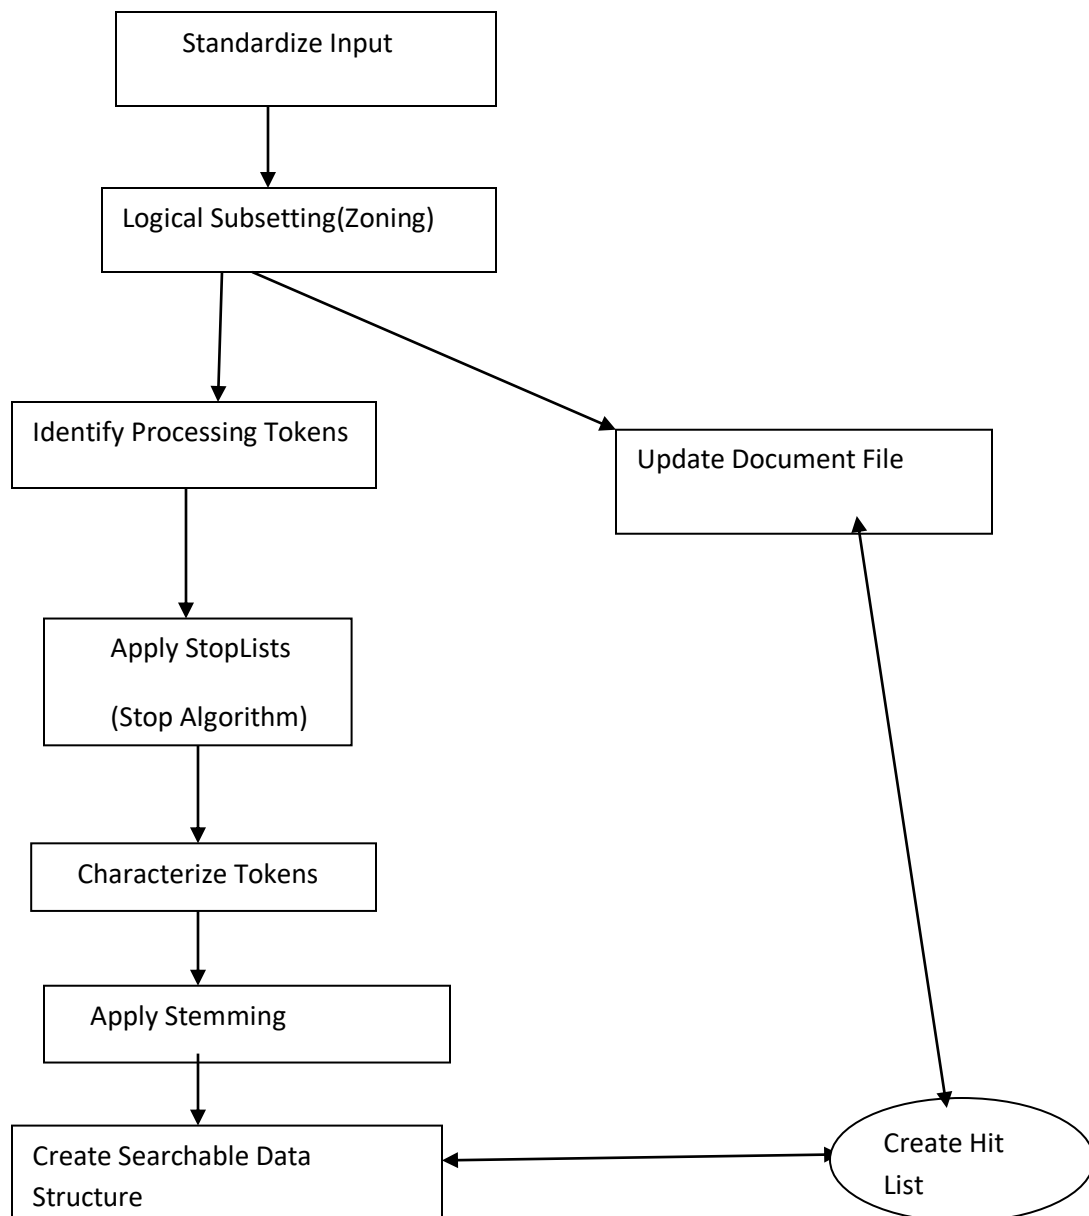 Standardize Input
Logical Subsetting(Zoning)
Identify Processing Tokens
Update Document File
Apply StopLists
(Stop Algorithm)
Characterize Tokens
Apply Stemming
Create Searchable Data
Structure
Create Hit
List